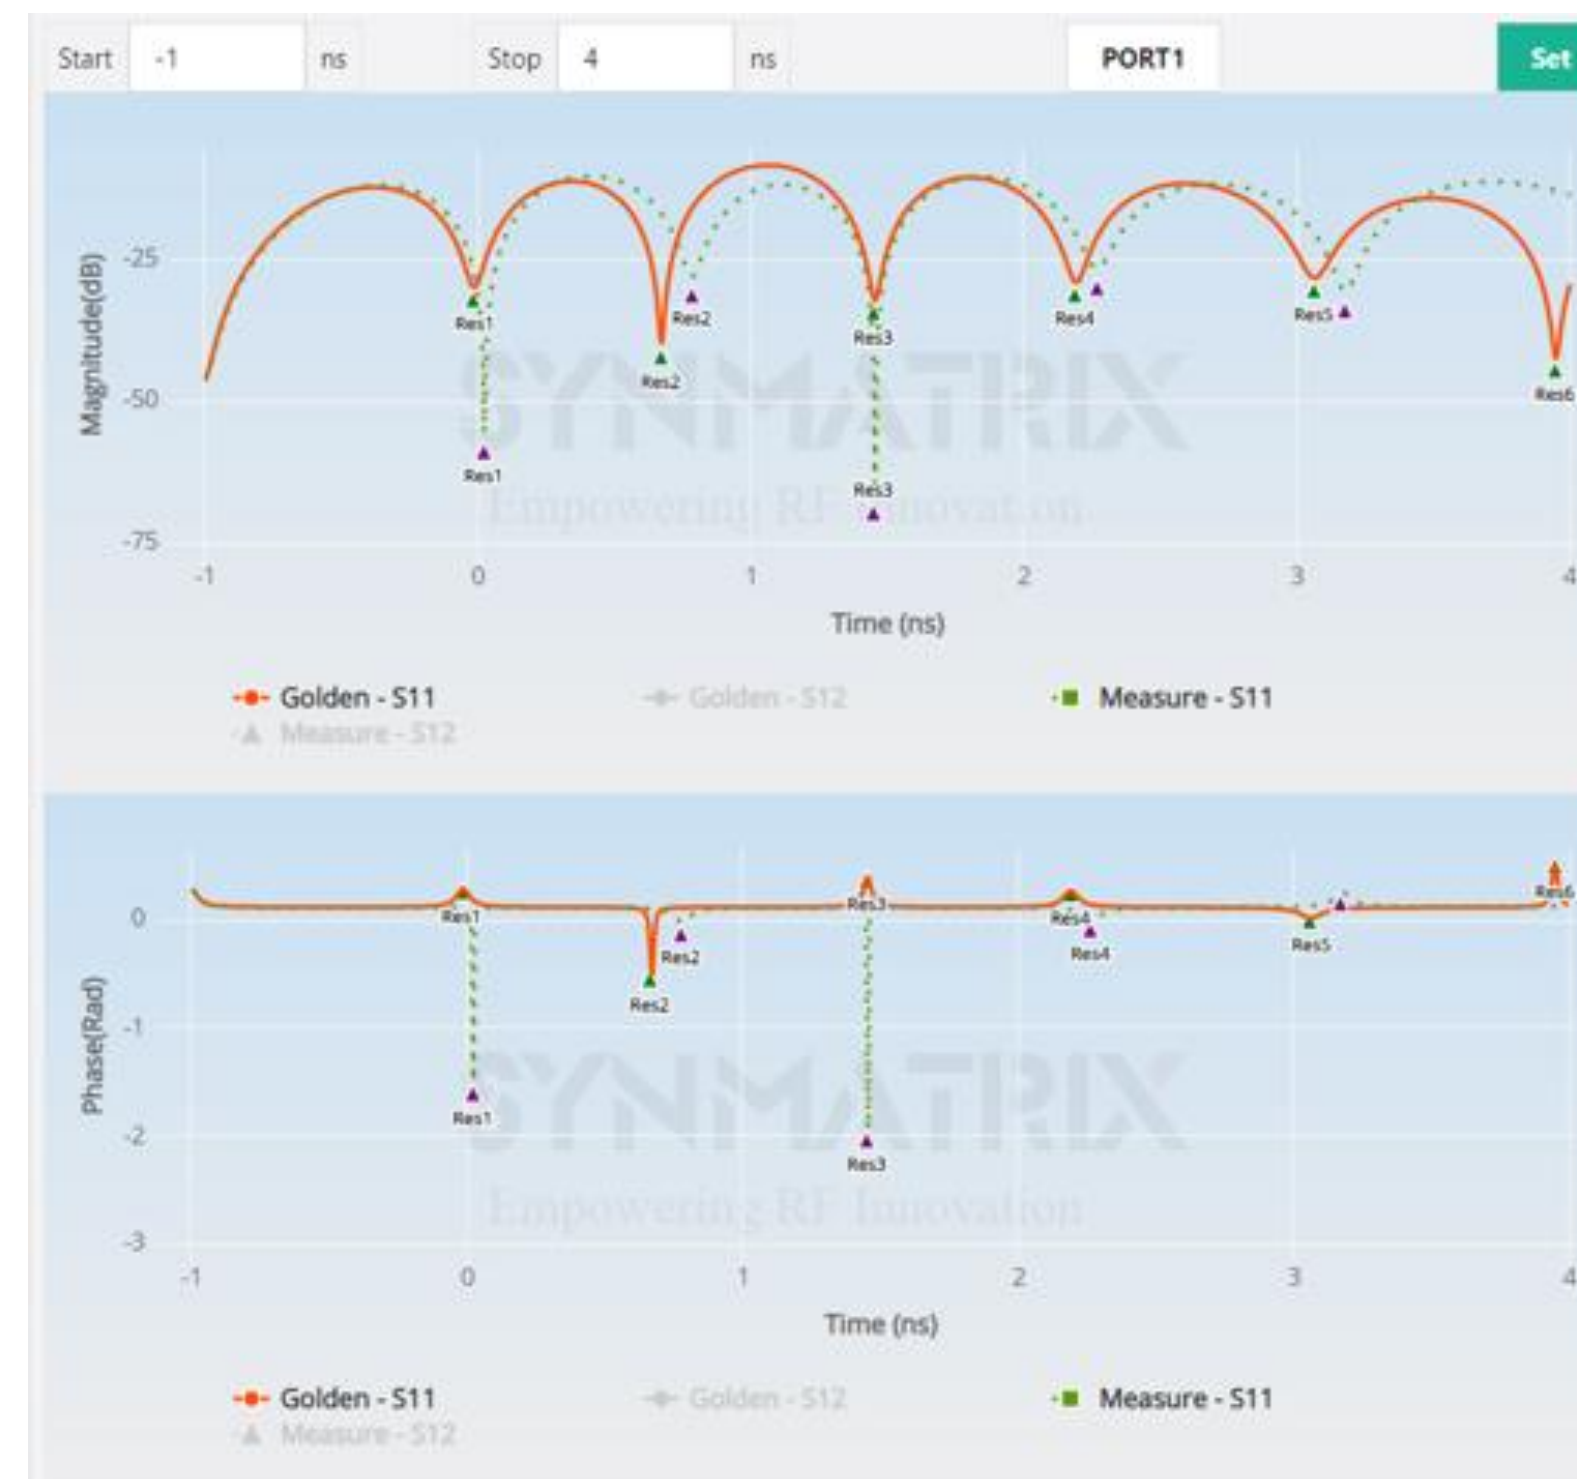 Start -1 ns Stop 4 ns PORT1 Set
Magnitude(dB)
-25
-50
-75
Res1
Res2
Res3
Res4
Res5
Res2
Res6
Res1
Res3
SYNMATRIX
Empowering RF Innovation
-1 0 1 2 3 4
Time (ns)
Golden - S11 Golden - S12 Measure - S11
Measure - S12
Phase(Rad)
0
-1
-2
-3
Res1
Res3
Res4
Res6
Res2
Res4
Res5
Res2
Res1
Res3
SYNMATRIX
Empowering RF Innovation
-1 0 1 2 3 4
Time (ns)
Golden - S11 Golden - S12 Measure - S11
Measure - S12